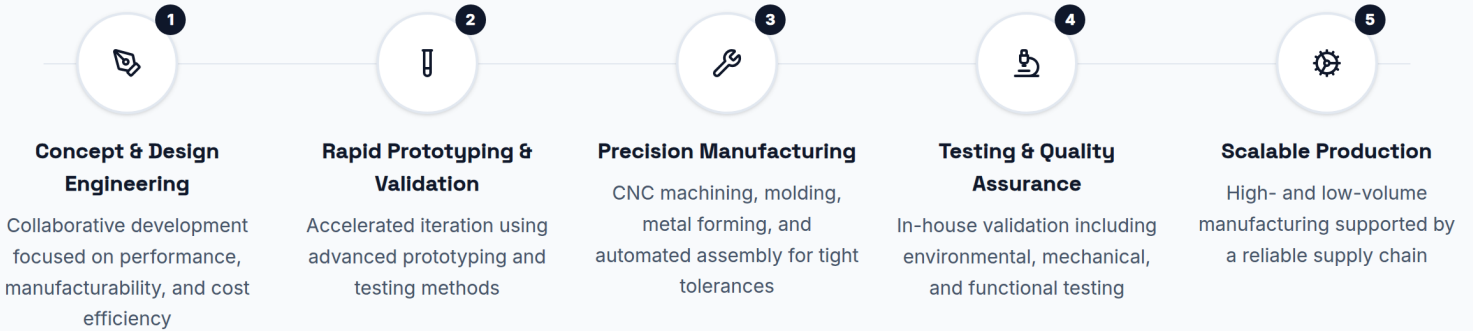 1
Concept & Design
Engineering
Collaborative development
focused on performance,
manufacturability, and cost
efficiency
2
Rapid Prototyping &
Validation
Accelerated iteration using
advanced prototyping and
testing methods
3
Precision Manufacturing
CNC machining, molding,
metal forming, and
automated assembly for tight
tolerances
4
Testing & Quality
Assurance
In-house validation including
environmental, mechanical,
and functional testing
5
Scalable Production
High- and low-volume
manufacturing supported by
a reliable supply chain